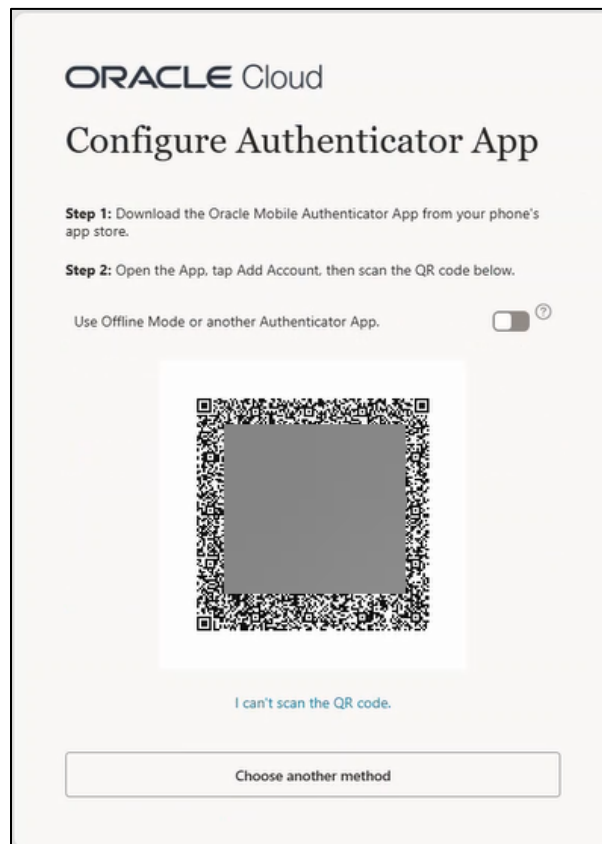 ORACLE Cloud
Configure Authenticator App
Step 1: Download the Oracle Mobile Authenticator App from your phone's
app store.
Step 2: Open the App, tap Add Account, then scan the QR code below.
Use Offline Mode or another Authenticator App.
?
I can't scan the QR code.
Choose another method